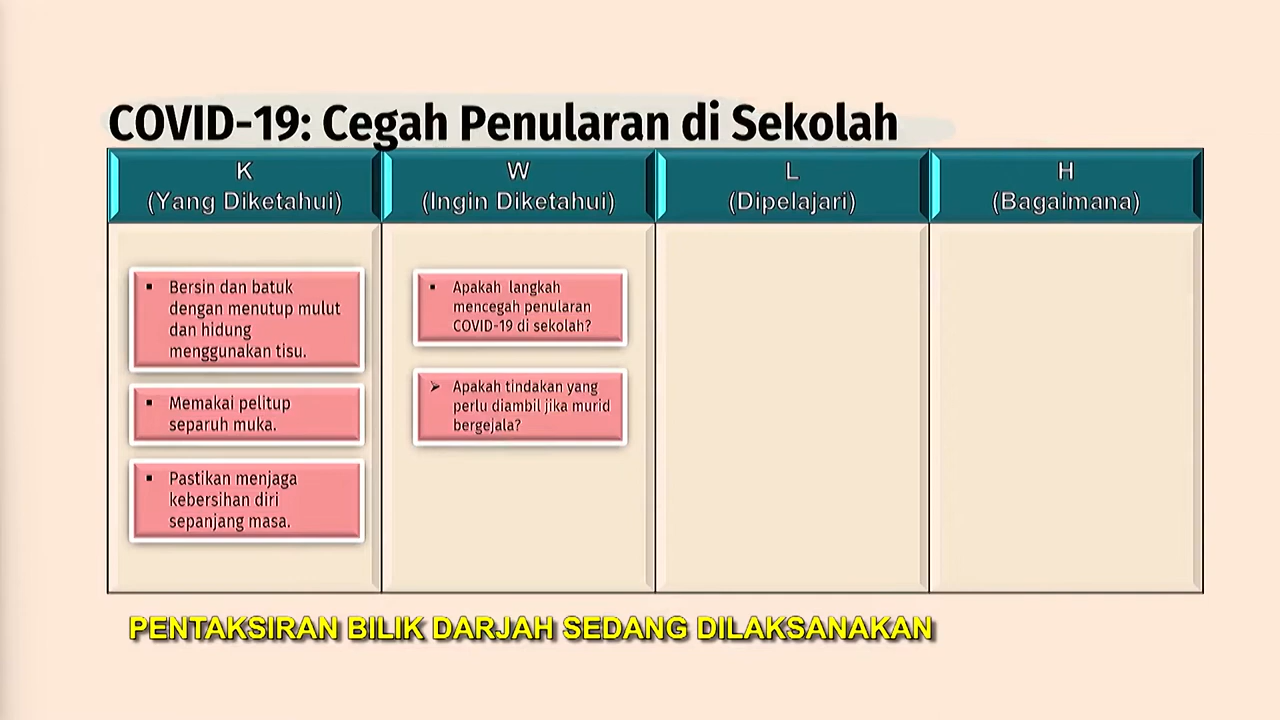 COVID-19: Cegah Penularan di Sekolah
K
(Yang Diketahui)
W
(Ingin Diketahui)
L
(Dipelajari)
H
(Bagaimana)
▪ Bersin dan batuk
dengan menutup mulut
dan hidung
menggunakan tisu.
▪ Memakai pelitup
separuh muka.
▪ Pastikan menjaga
kebersihan diri
sepanjang masa.
▪ Apakah langkah
mencegah penularan
COVID-19 di sekolah?
➢ Apakah tindakan yang
perlu diambil jika murid
bergejala?
PENTAKSIRAN BILIK DARJAH SEDANG DILAKSANAKAN